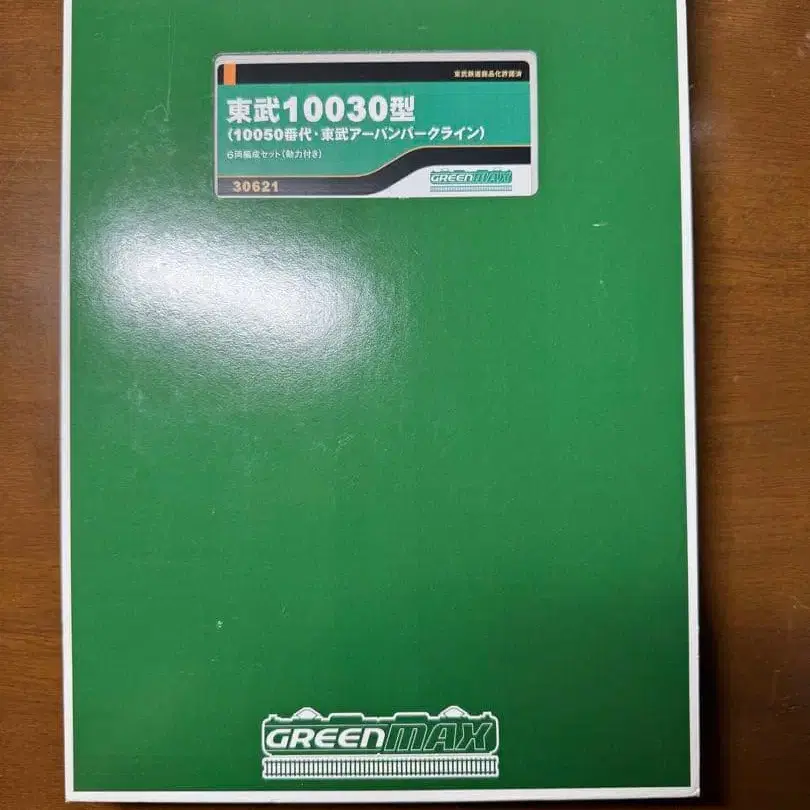 東武鉄道商品化許諾済
東武10030型
(10050番代・東武アーバンパークライン)
6両編成セット(動力付き)
30621
GREENMAX
GREENMAX